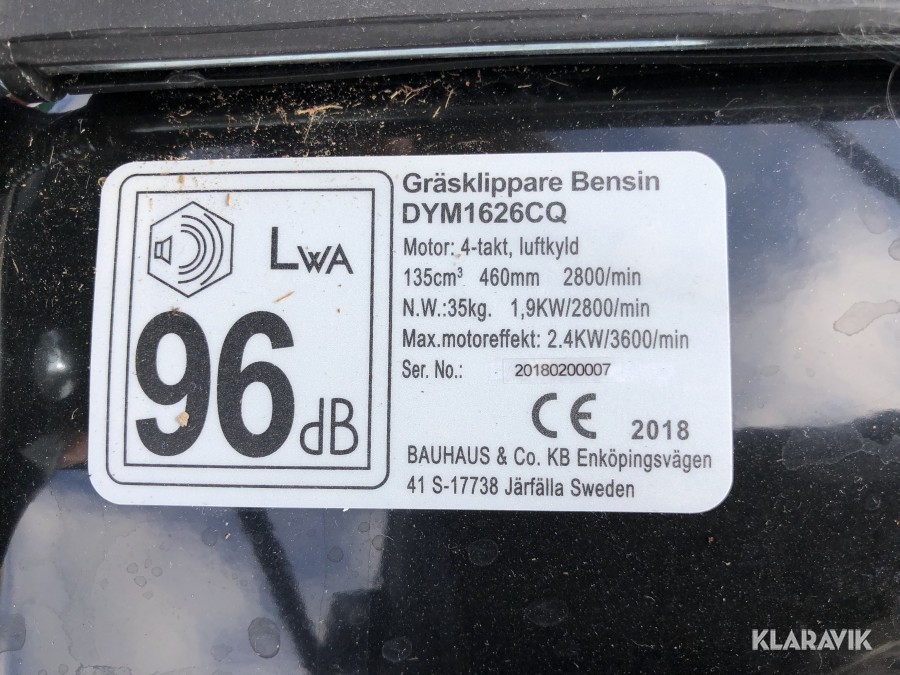 LWA
96 dB
Gräsklippare Bensin
DYM1626CQ
Motor: 4-takt, luftkyld
135cm³ 460mm 2800/min
N.W.:35kg. 1,9KW/2800/min
Max.motoreffekt: 2.4KW/3600/min
Ser. No.: 20180200007
CE 2018
BAUHAUS & Co. KB Enköpingsvägen
41 S-17738 Järfälla Sweden
KLARAVIK